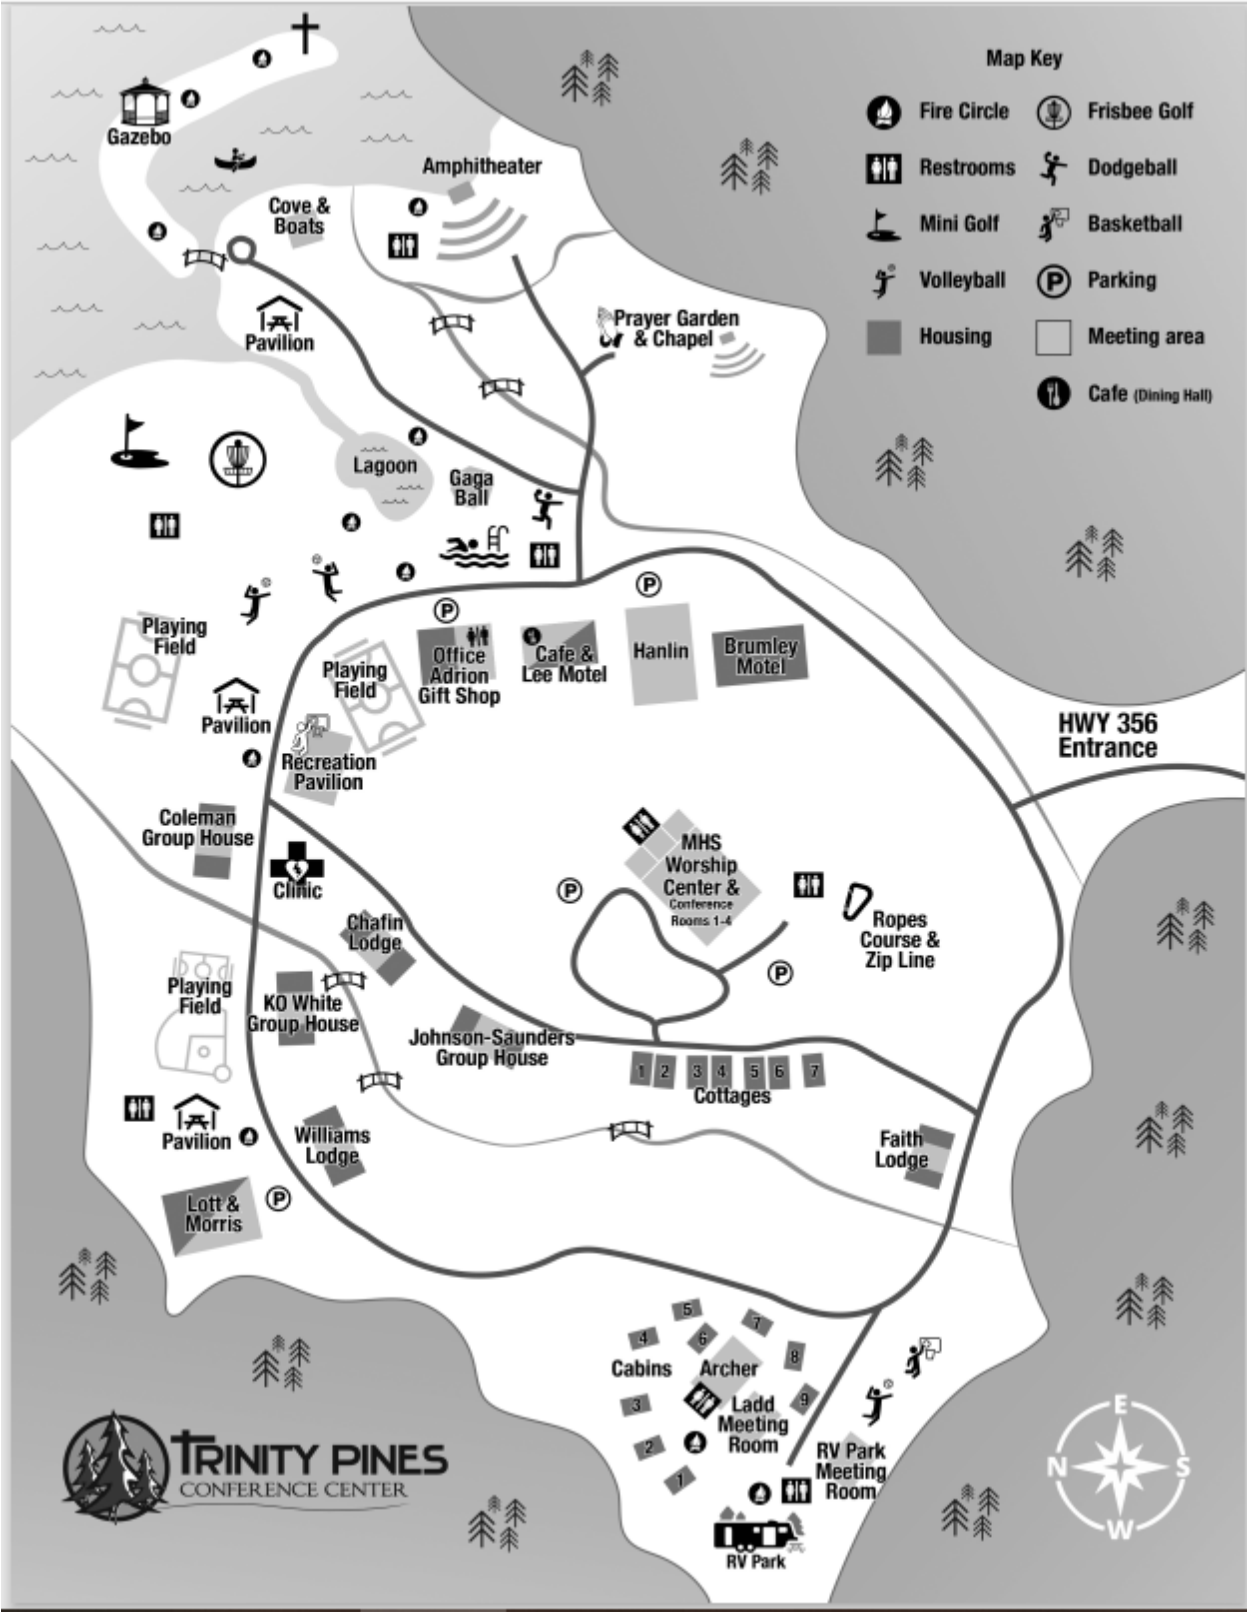 Map Key
Fire Circle
Frisbee Golf
Restrooms
Dodgeball
Mini Golf
Basketball
Volleyball
P
Parking
Housing
Meeting area
Cafe (Dining Hall)
Gazebo
Amphitheater
Cove &
Boats
Pavilion
Prayer Garden
& Chapel
Lagoon
Gaga
Ball
P
P
Playing
Field
Playing
Field
Office
Adrion
Gift Shop
Cafe &
Lee Motel
Hanlin
Brumley
Motel
Pavilion
HWY 356
Entrance
Recreation
Pavilion
Coleman
Group House
Clinic
MHS
Worship
Center &
Conference
Rooms 1-4
P
Ropes
Course &
Zip Line
P
Chafin
Lodge
Playing
Field
KO White
Group House
Johnson-Saunders
Group House
1 2 3 4 5 6 7
Cottages
Pavilion
Williams
Lodge
Faith
Lodge
Lott &
Morris
P
5
4
6
7
8
Cabins
Archer
3
9
Ladd
Meeting
Room
2
1
RV Park
Meeting
Room
RV Park
TRINITY PINES
CONFERENCE CENTER
E
N
S
W